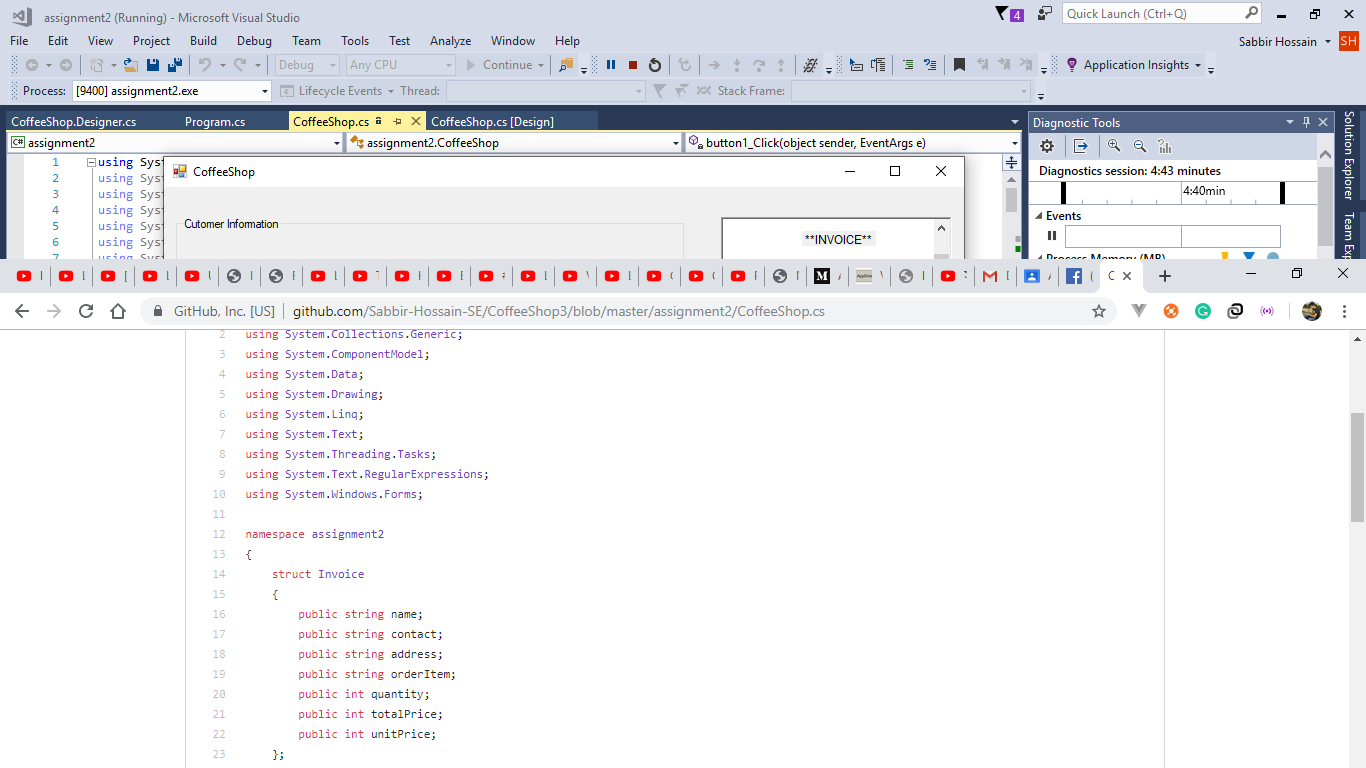 assignment2 (Running) - Microsoft Visual Studio
4
Quick Launch (Ctrl+Q)
File Edit View Project Build Debug Team Tools Test Analyze Window Help
Sabbir Hossain SH
Debug Any CPU Continue Application Insights
Process: [9400] assignment2.exe Lifecycle Events Thread: Stack Frame:
CoffeeShop.Designer.cs Program.cs CoffeeShop.cs CoffeeShop.cs [Design]
C# assignment2 assignment2.CoffeeShop button1_Click(object sender, EventArgs e)
1 using Syst
2 using Syst
3 using Syst
4 using Syst
5 using Syst
6 using Syst
7 using Syst
CoffeeShop
Cutomer Information
**INVOICE**
Diagnostic Tools
Diagnostics session: 4:43 minutes
4:40min
Events
Process Memory (MB)
Solution Explorer
Team Exp
GitHub, Inc. [US] | github.com/Sabbir-Hossain-SE/CoffeeShop3/blob/master/assignment2/CoffeeShop.cs
2 using System.Collections.Generic;
3 using System.ComponentModel;
4 using System.Data;
5 using System.Drawing;
6 using System.Linq;
7 using System.Text;
8 using System.Threading.Tasks;
9 using System.Text.RegularExpressions;
10 using System.Windows.Forms;
11
12 namespace assignment2
13 {
14 struct Invoice
15 {
16 public string name;
17 public string contact;
18 public string address;
19 public string orderItem;
20 public int quantity;
21 public int totalPrice;
22 public int unitPrice;
23 };